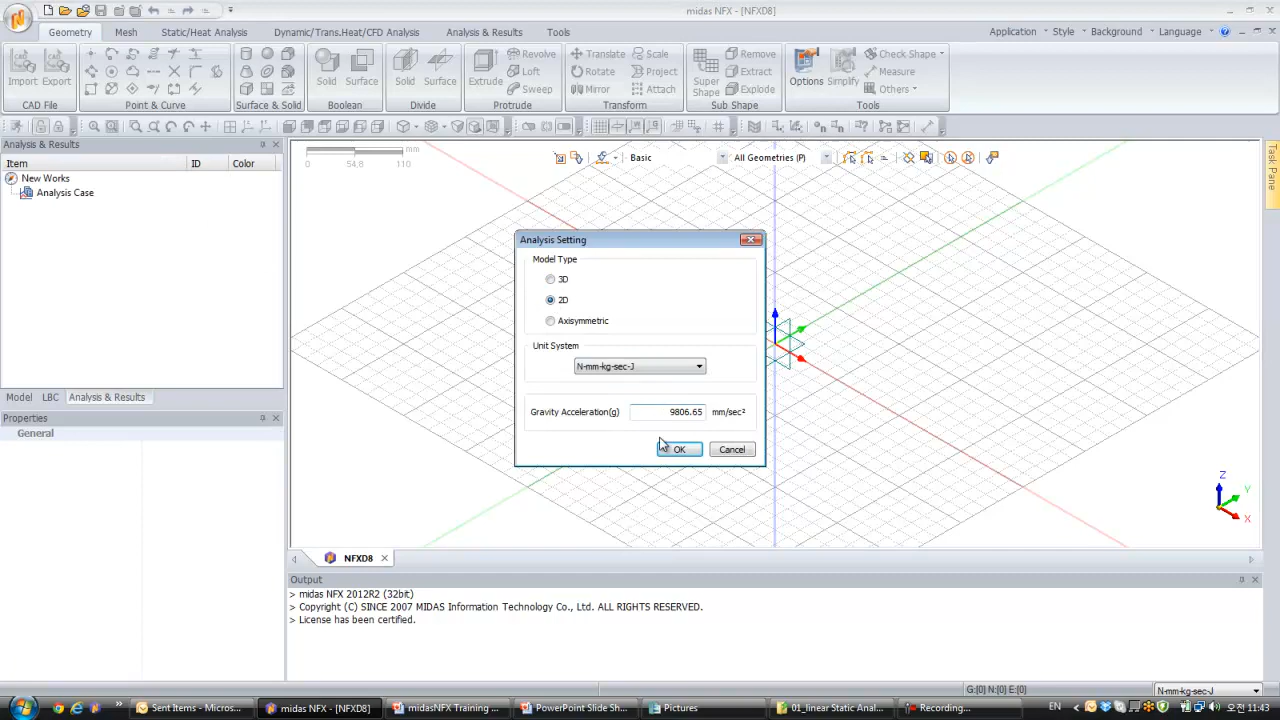 midas NFX - [NFXD8]
Geometry Mesh Static/Heat Analysis Dynamic/Trans.Heat/CFD Analysis Analysis & Results Tools
Application Style Background Language
Import Export
CAD File
Point & Curve
Surface & Solid
Solid Surface
Boolean
Solid Surface
Divide
Extrude Revolve Loft Sweep
Protrude
Translate Scale
Rotate Project
Mirror Attach
Transform
Super Shape Remove Extract Explode
Sub Shape
Options Simplify Check Shape Measure Others
Tools
Analysis & Results
Item ID Color
New Works
Analysis Case
Model LBC Analysis & Results
Properties
General
mm
0 54.8 110
Basic All Geometries (P)
Task Pane
Analysis Setting
Model Type
3D
2D
Axisymmetric
Unit System
N-mm-kg-sec-J
Gravity Acceleration(g) 9806.65 mm/sec²
OK Cancel
Z
Y
X
NFXD8
Output
> midas NFX 2012R2 (32bit)
> Copyright (C) SINCE 2007 MIDAS Information Technology Co., Ltd. ALL RIGHTS RESERVED.
> License has been certified.
G:[0] N:[0] E:[0] N-mm-kg-sec-J
Sent Items - Micros... midas NFX - [NFXD8] midasNFX Training ... PowerPoint Slide Sh... Pictures 01_linear Static Anal... Recording... EN 오전 11:43